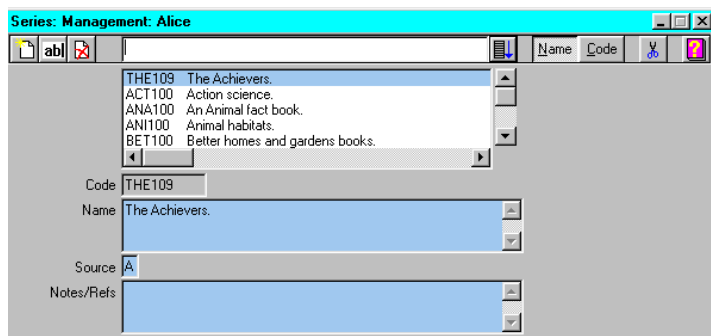 Series: Management: Alice
abl Name Code ?
THE109 The Achievers.
ACT100 Action science.
ANA100 An Animal fact book.
ANI100 Animal habitats.
BET100 Better homes and gardens books.
Code THE109
Name The Achievers.
Source A
Notes/Refs